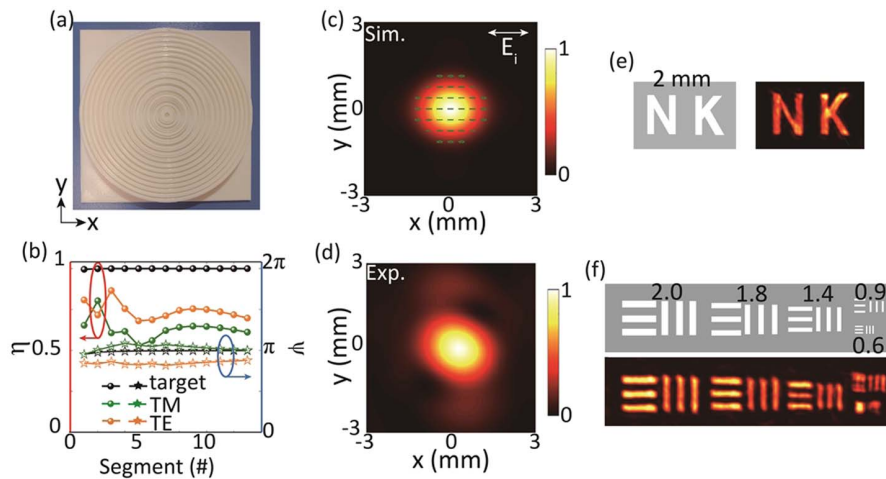 (a)
y
x
(b)
1
0.5
0
η
2π
π
0
ψ
target
TM
TE
1 5 10
Segment (#)
(c)
Sim.
E_i
3
0
-3
y (mm)
-3 0 3
x (mm)
1
0
(d)
Exp.
3
0
-3
y (mm)
-3 0 3
x (mm)
1
0
(e)
2 mm
N K
N K
(f)
2.0 1.8 1.4 0.9
0.6